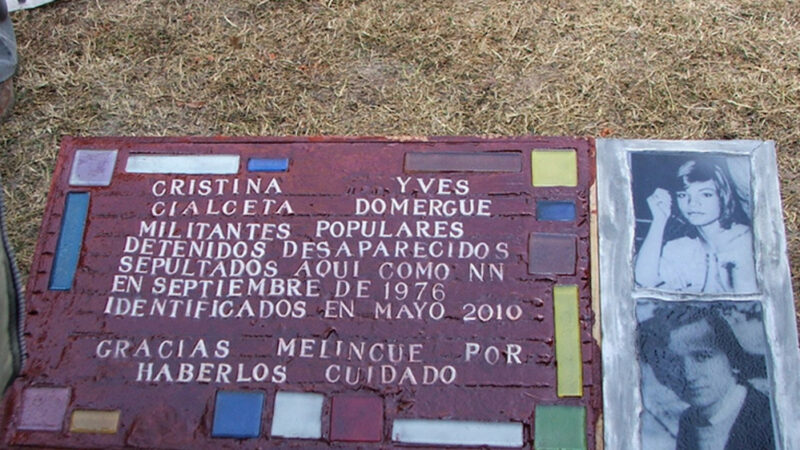 CRISTINA YVES
CIALCETA DOMERGUE
MILITANTES POPULARES
DETENIDOS DESAPARECIDOS
SEPULTADOS AQUI COMO NN
EN SEPTIEMBRE DE 1976
IDENTIFICADOS EN MAYO 2010
GRACIAS MELINCUE POR
HABERLOS CUIDADO